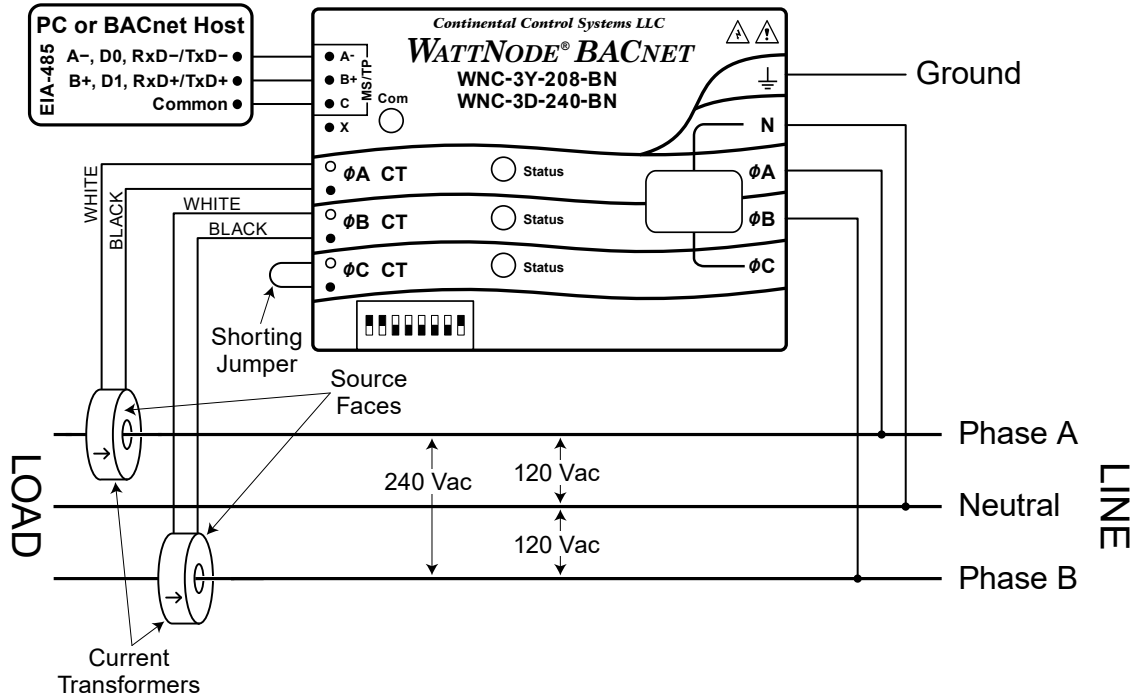 PC or BACnet Host
EIA-485
A−, D0, RxD−/TxD−
B+, D1, RxD+/TxD+
Common
Continental Control Systems LLC
WATTNODE® BACNET
WNC-3Y-208-BN
WNC-3D-240-BN
A-
B+
C
X
MS/TP
Com
Ground
N
ϕA CT
Status
ϕA
ϕB CT
Status
ϕB
ϕC CT
Status
ϕC
WHITE
BLACK
WHITE
BLACK
Shorting
Jumper
Source
Faces
LOAD
LINE
Phase A
240 Vac
120 Vac
Neutral
120 Vac
Phase B
Current
Transformers